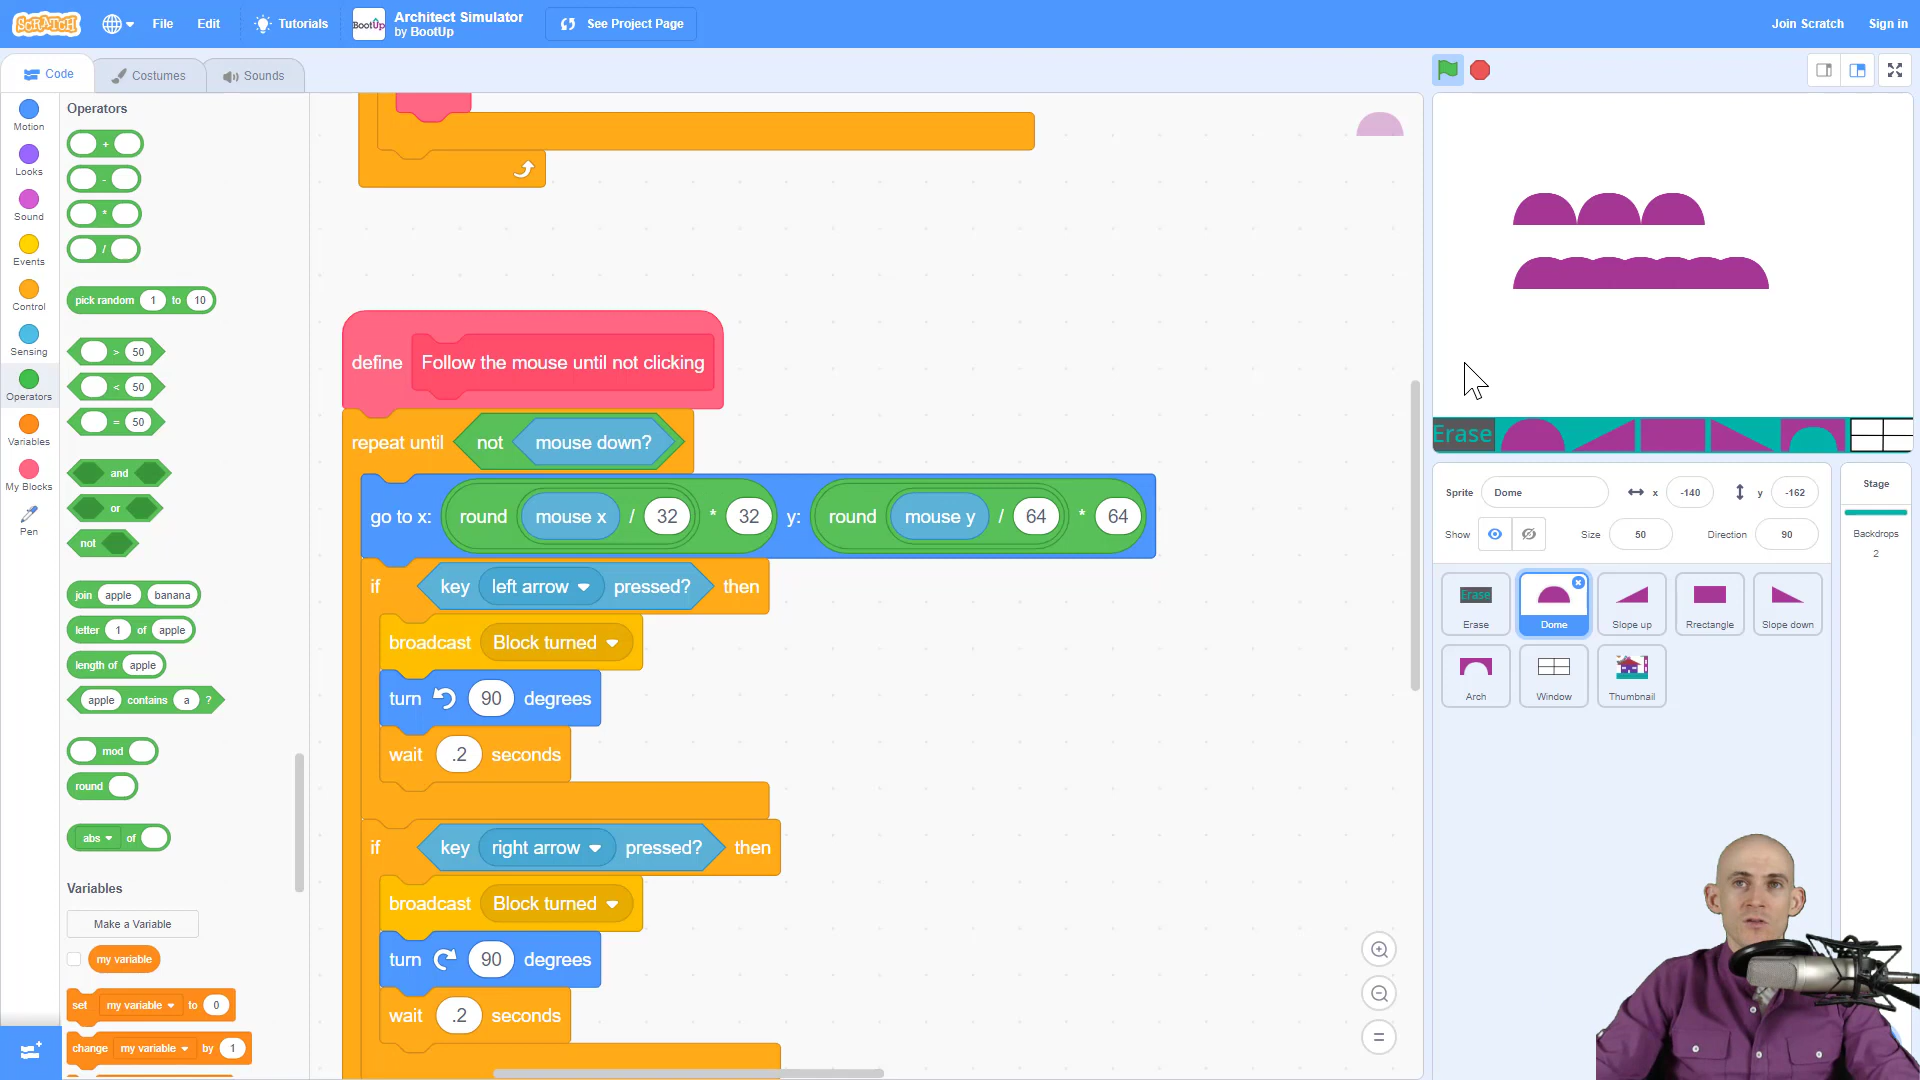 SCRATCH File Edit Tutorials BootUp Architect Simulator See Project Page Join Scratch Sign in
by BootUp
Code Costumes Sounds
Motion
Looks
Sound
Events
Control
Sensing
Operators
Variables
My Blocks
Pen
Operators
+
-
*
/
pick random 1 to 10
> 50
< 50
= 50
and
or
not
join apple banana
letter 1 of apple
length of apple
apple contains a ?
mod
round
abs of
Variables
Make a Variable
my variable
set my variable to 0
change my variable by 1
define Follow the mouse until not clicking
repeat until not mouse down?
go to x: round mouse x / 32 * 32 y: round mouse y / 64 * 64
if key left arrow pressed? then
broadcast Block turned
turn 90 degrees
wait .2 seconds
if key right arrow pressed? then
broadcast Block turned
turn 90 degrees
wait .2 seconds
Erase
Sprite Dome x -140 y -162
Show Size 50 Direction 90
Erase
Erase Dome Slope up Rrectangle Slope down
Arch Window Thumbnail
Stage
Backdrops
2